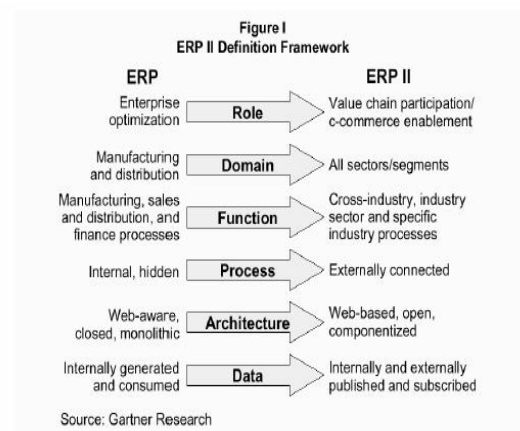 Figure I
ERP II Definition Framework
ERP
ERP II
Enterprise
optimization
Role
Value chain participation/
c-commerce enablement
Manufacturing
and distribution
Domain
All sectors/segments
Manufacturing, sales
and distribution, and
finance processes
Function
Cross-industry, industry
sector and specific
industry processes
Internal, hidden
Process
Externally connected
Web-aware,
closed, monolithic
Architecture
Web-based, open,
componentized
Internally generated
and consumed
Data
Internally and externally
published and subscribed
Source: Gartner Research